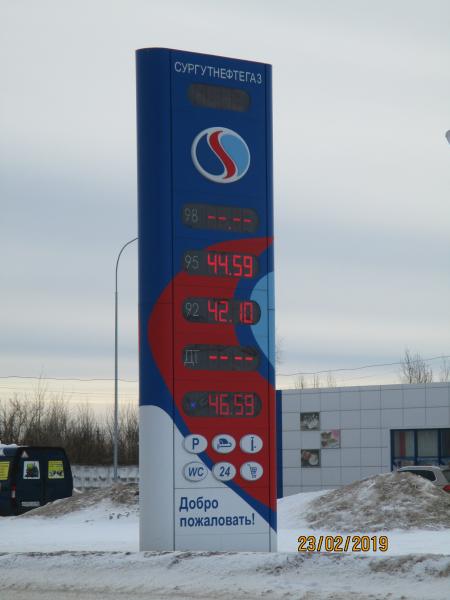 СУРГУТНЕФТЕГАЗ
98 --.--
95 44.59
92 42.10
ДТ --.--
46.59
P
WC 24
Добро
пожаловать!
23/02/2019